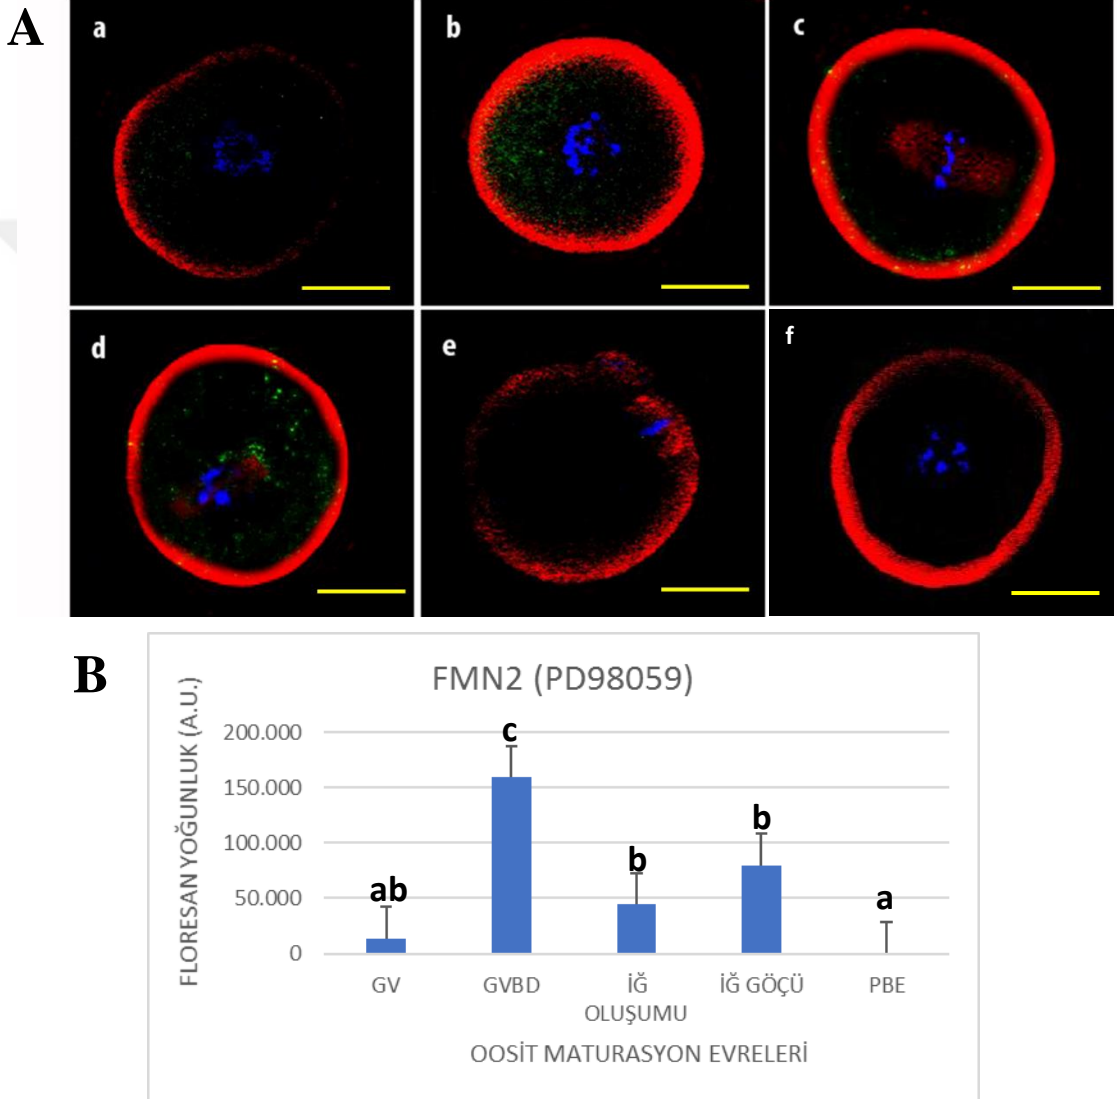 A
a
b
c
d
e
f
B
FMN2 (PD98059)
FLORESAN YOĞUNLUK (A.U.)
200.000
150.000
100.000
50.000
0
ab
c
b
b
a
GV
GVBD
İĞ OLUŞUMU
İĞ GÖÇÜ
PBE
OOSİT MATURASYON EVRELERİ